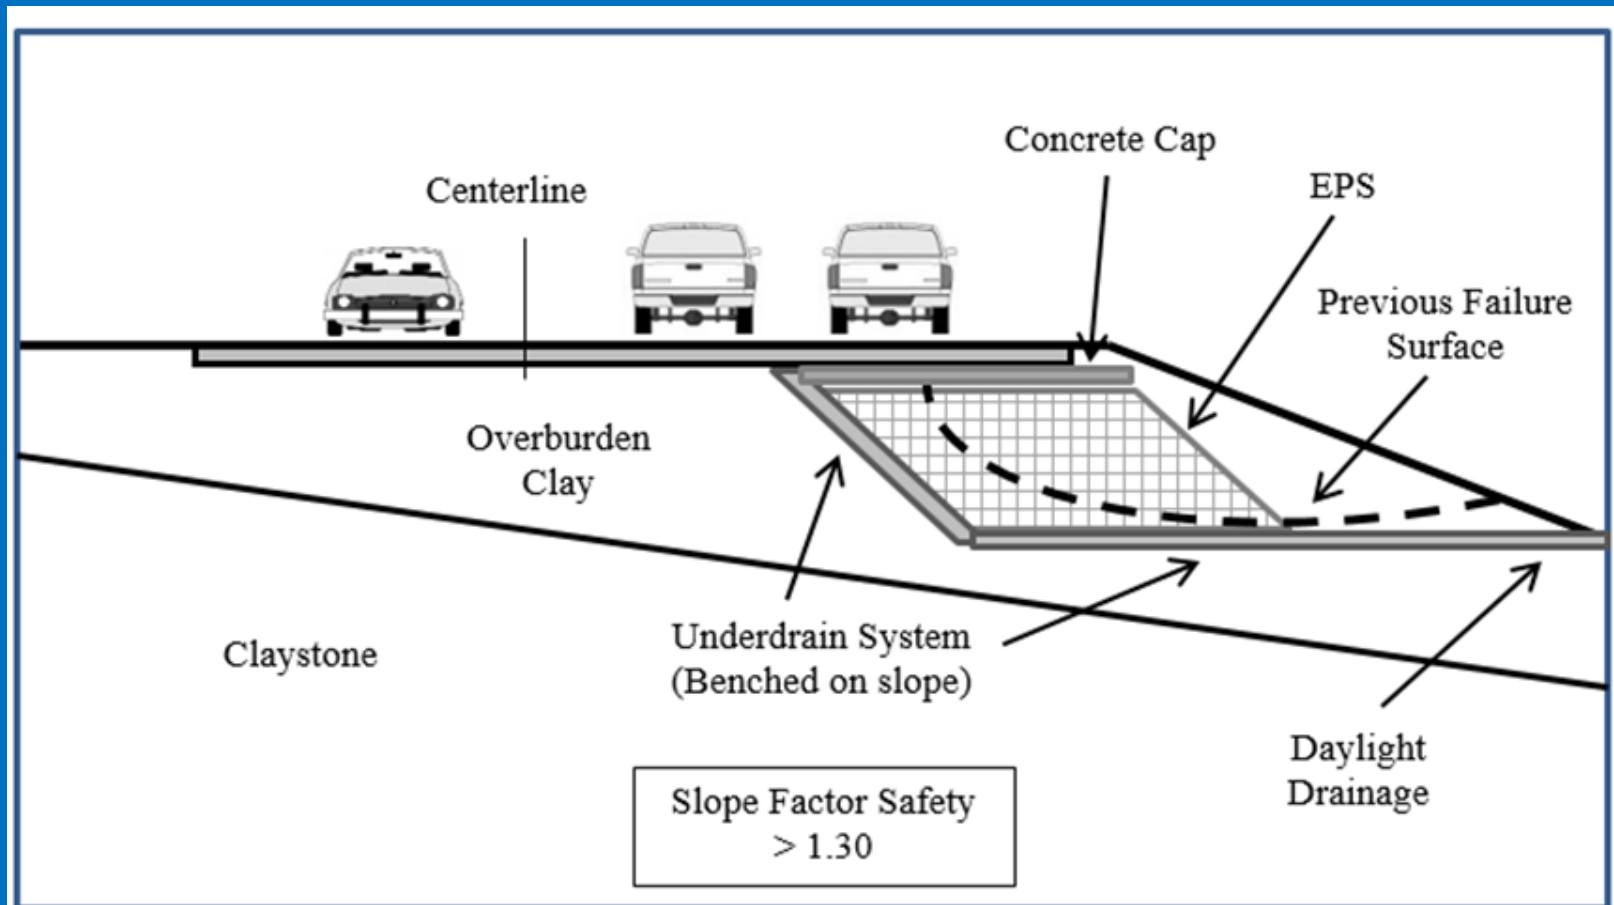 Concrete Cap
Centerline
EPS
Previous Failure
Surface
Overburden
Clay
Underdrain System
(Benched on slope)
Claystone
Daylight
Drainage
Slope Factor Safety
> 1.30